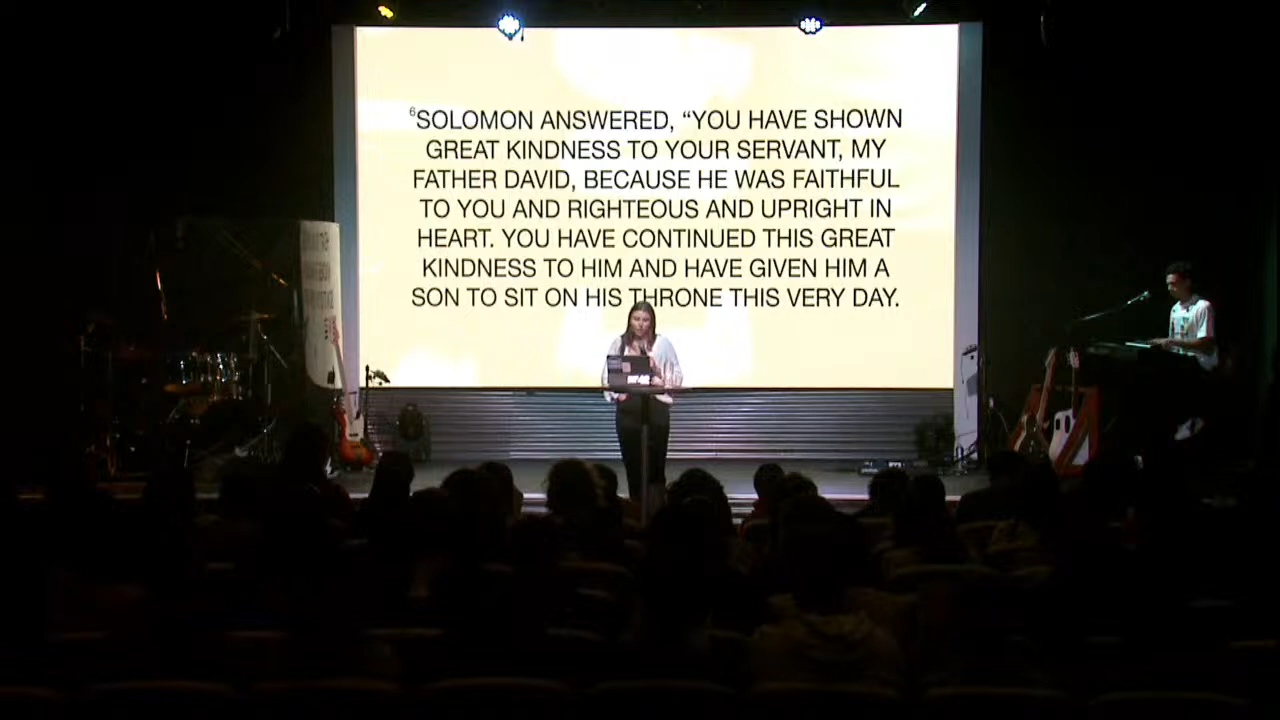 ⁶SOLOMON ANSWERED, “YOU HAVE SHOWN
GREAT KINDNESS TO YOUR SERVANT, MY
FATHER DAVID, BECAUSE HE WAS FAITHFUL
TO YOU AND RIGHTEOUS AND UPRIGHT IN
HEART. YOU HAVE CONTINUED THIS GREAT
KINDNESS TO HIM AND HAVE GIVEN HIM A
SON TO SIT ON HIS THRONE THIS VERY DAY.